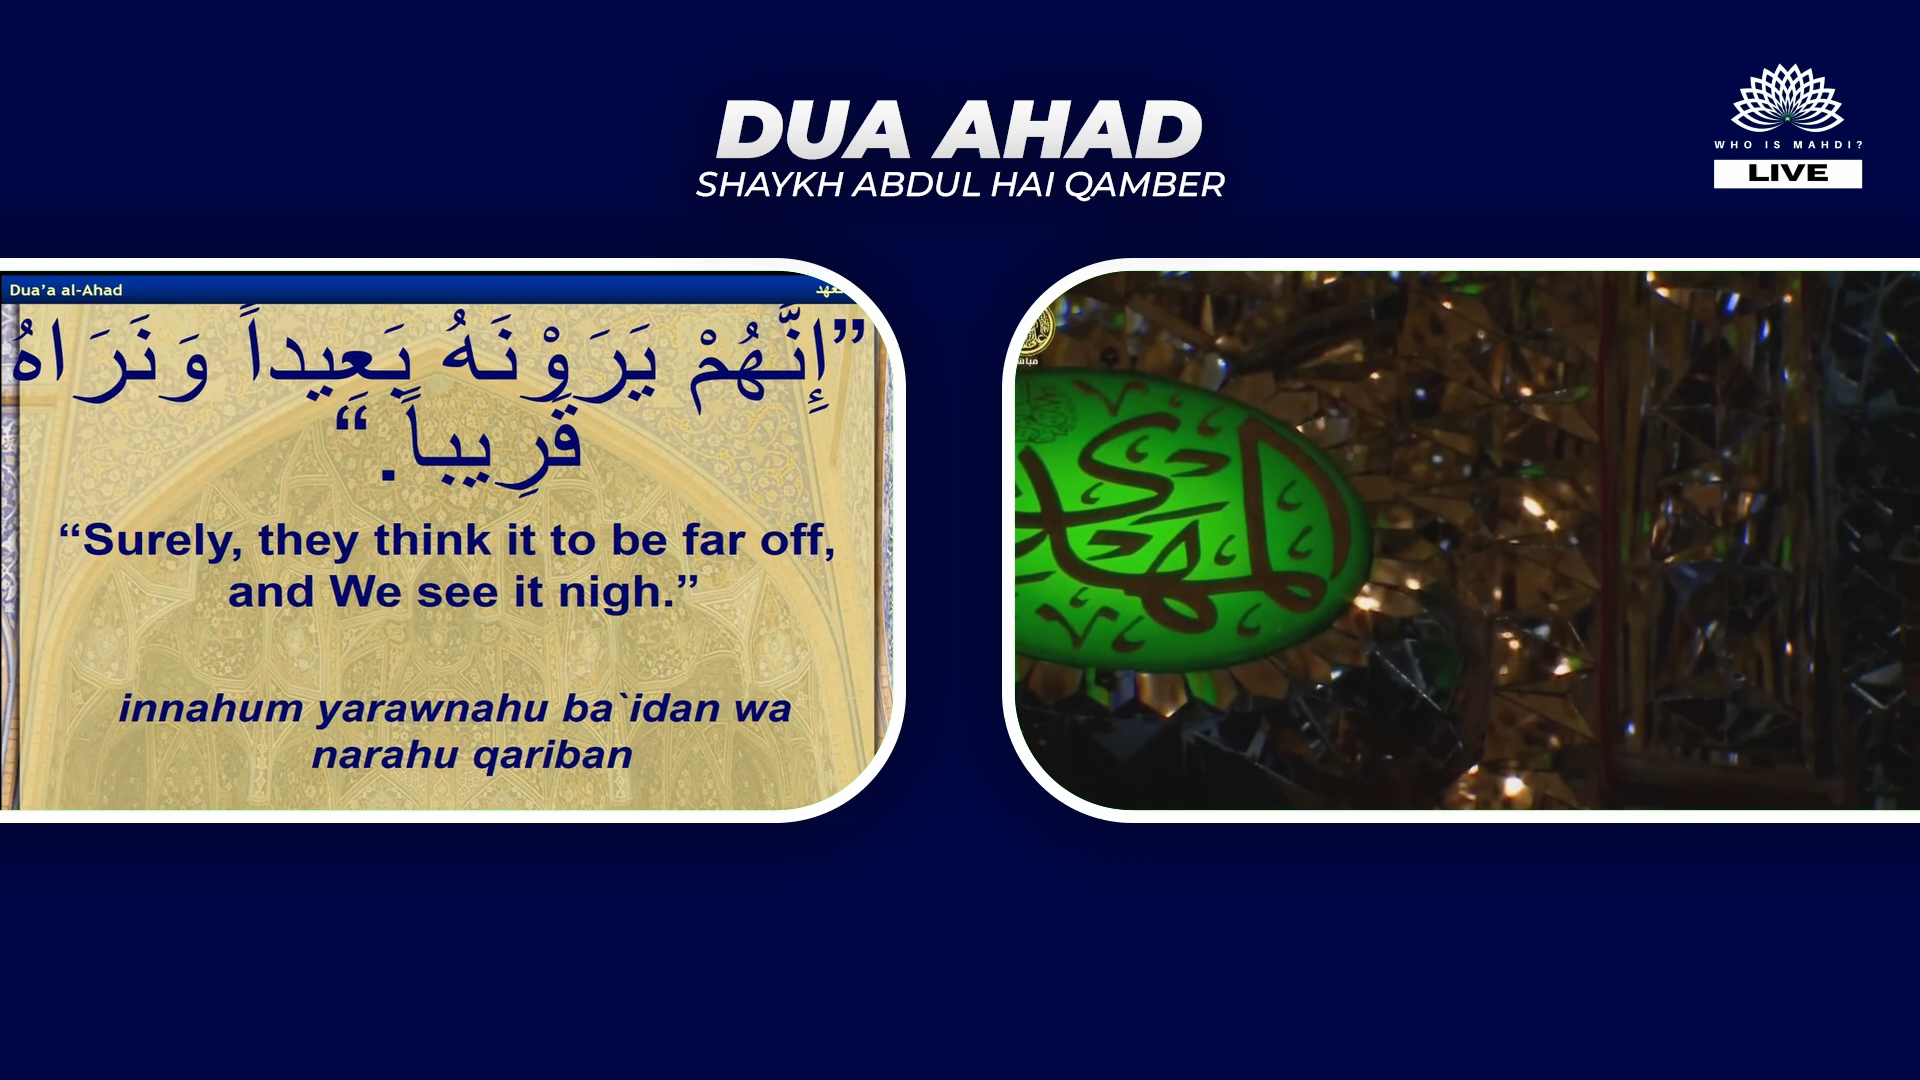 DUA AHAD
SHAYKH ABDUL HAI QAMBER
WHO IS MAHDI?
LIVE
Dua’a al-Ahad
”إِنَّهُمْ يَرَوْنَهُ بَعِيداً وَنَرَاهُ
قَرِيباً.“
“Surely, they think it to be far off,
and We see it nigh.”
innahum yarawnahu ba`idan wa
narahu qariban
المهدي